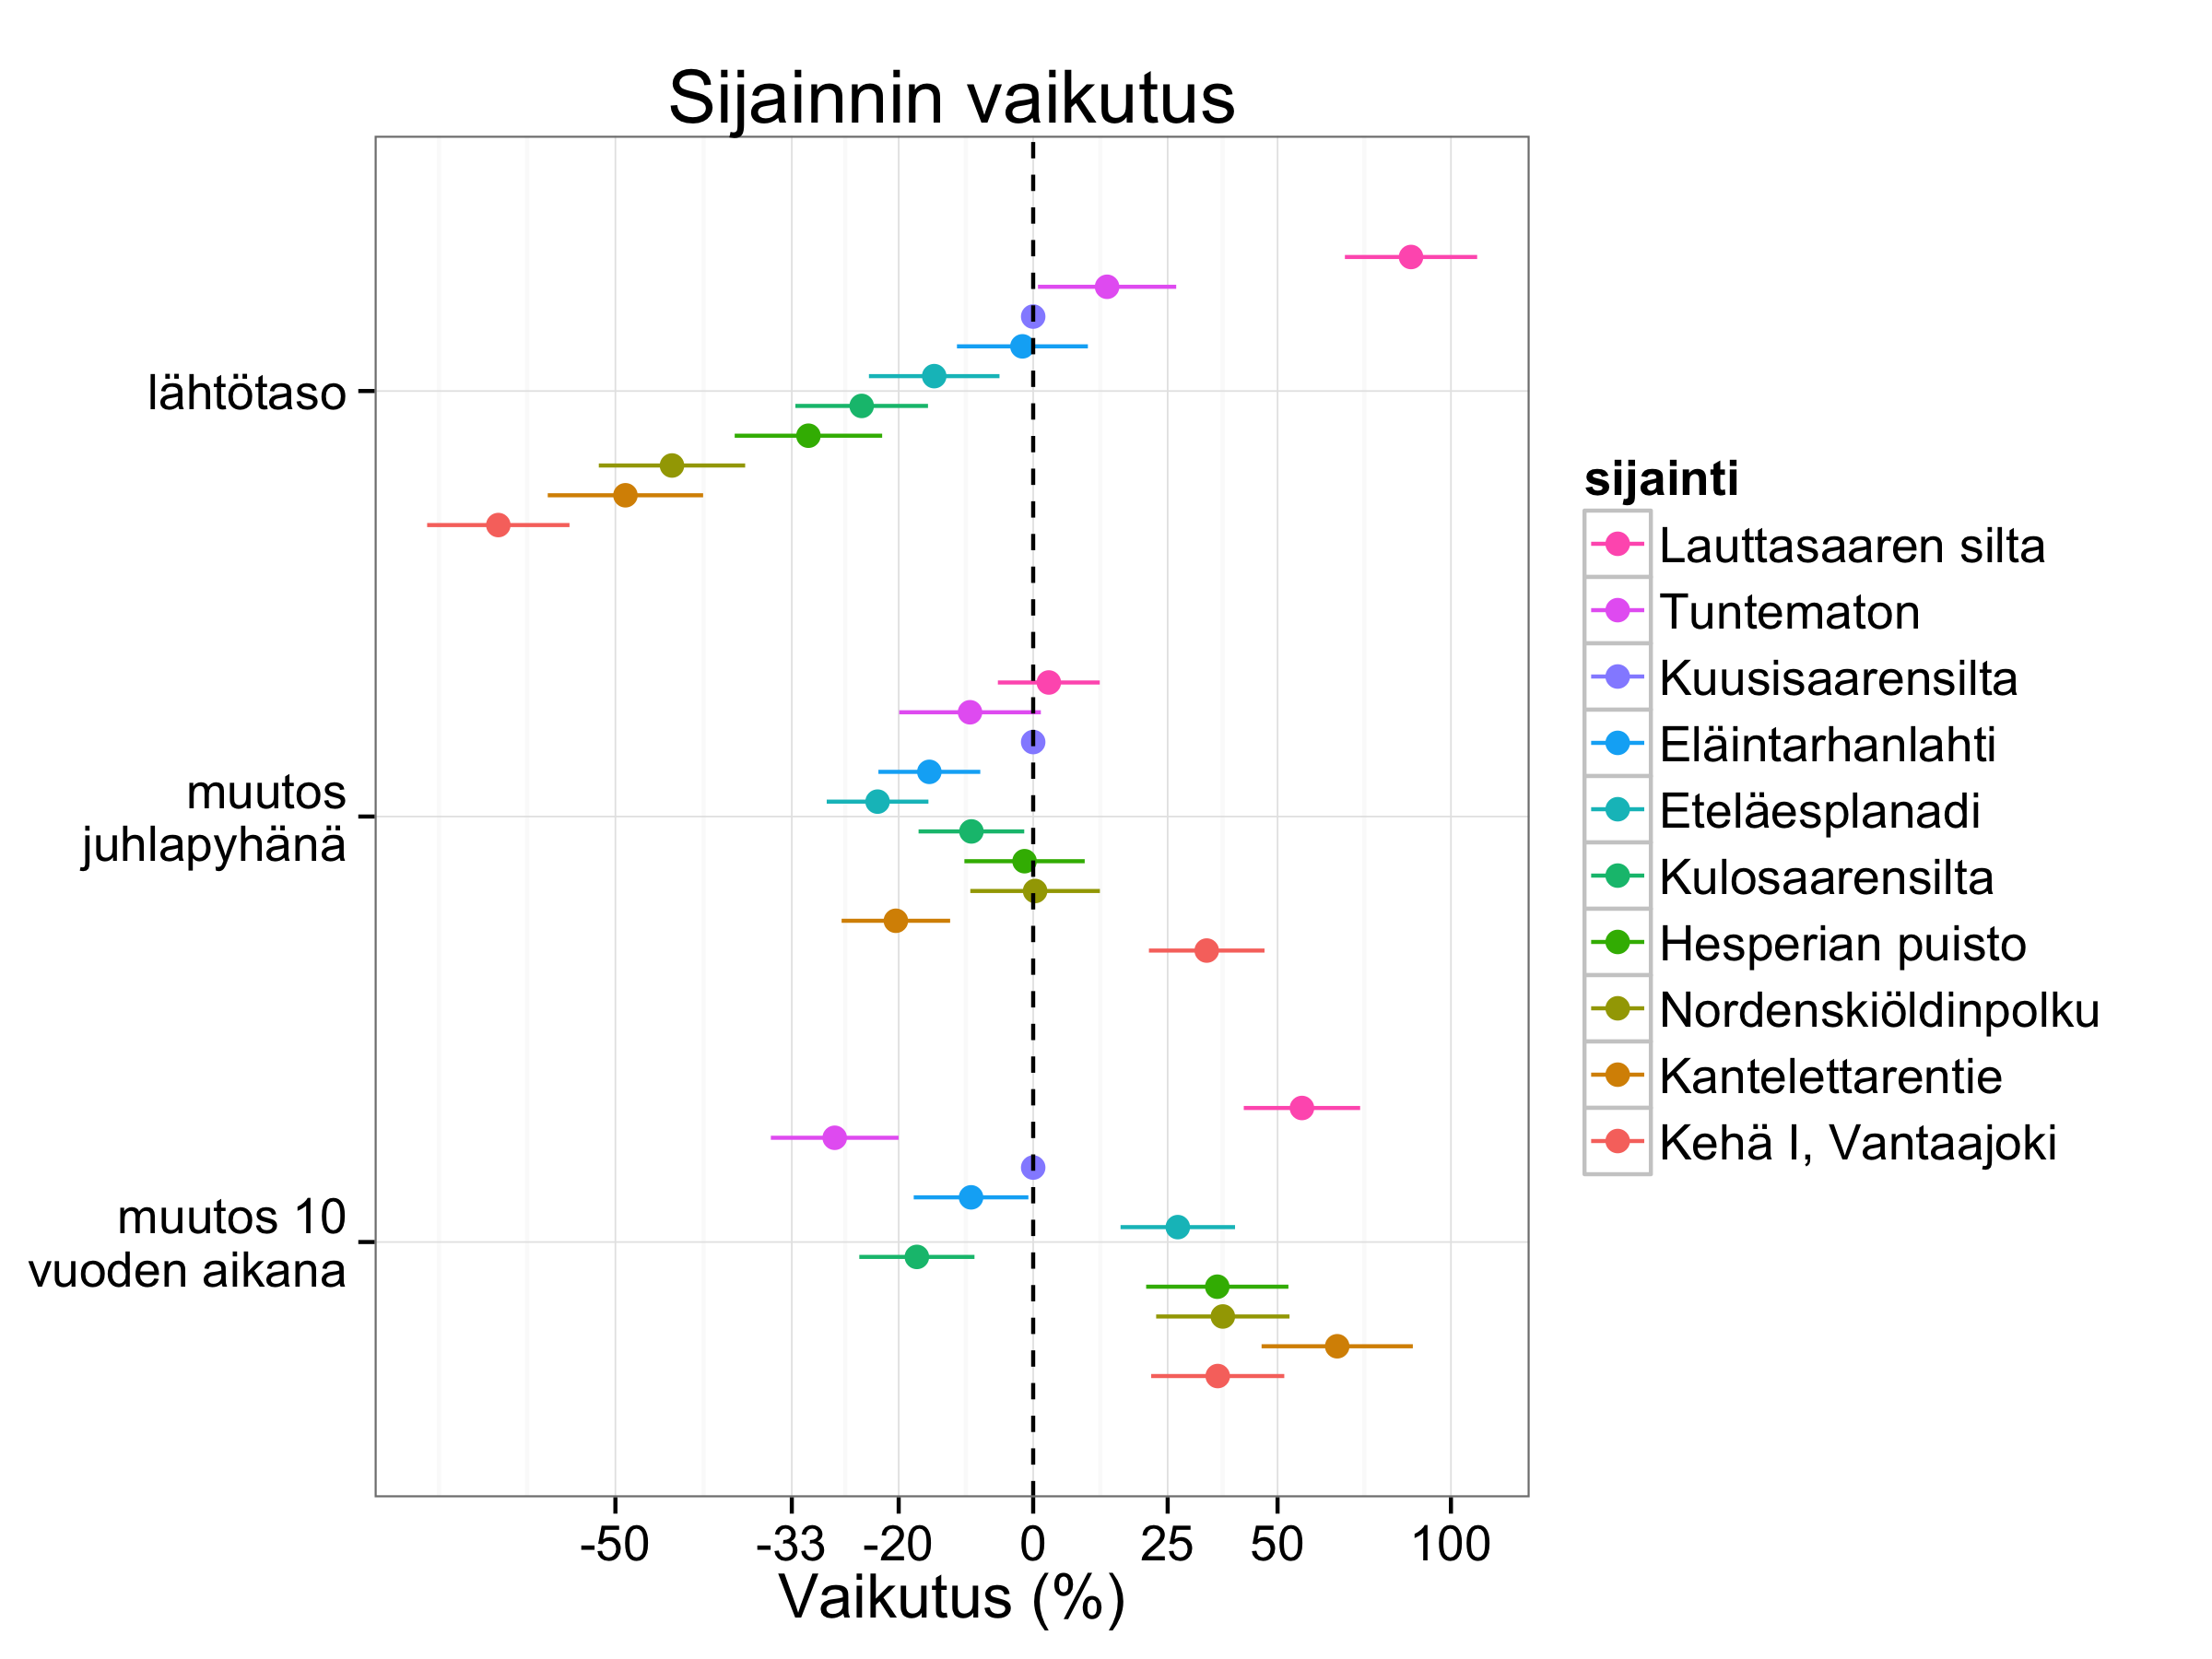 Sijainnin vaikutus
lähtötaso
muutos
juhlapyhänä
muutos 10
vuoden aikana
-50 -33 -20 0 25 50 100
Vaikutus (%)
sijainti
Lauttasaaren silta
Tuntematon
Kuusisaarensilta
Eläintarhanlahti
Eteläesplanadi
Kulosaarensilta
Hesperian puisto
Nordenskiöldinpolku
Kantelettarentie
Kehä I, Vantaajoki